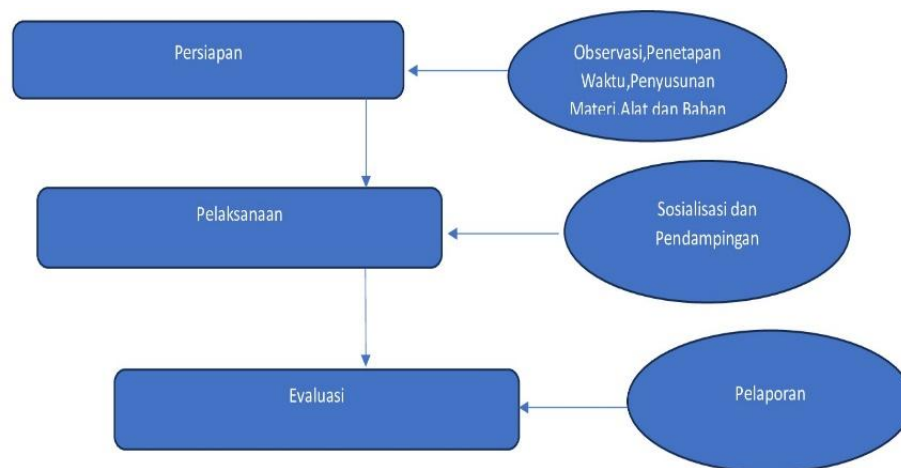 Persiapan
Observasi,Penetapan
Waktu,Penyusunan
Materi,Alat dan Bahan
Pelaksanaan
Sosialisasi dan
Pendampingan
Evaluasi
Pelaporan